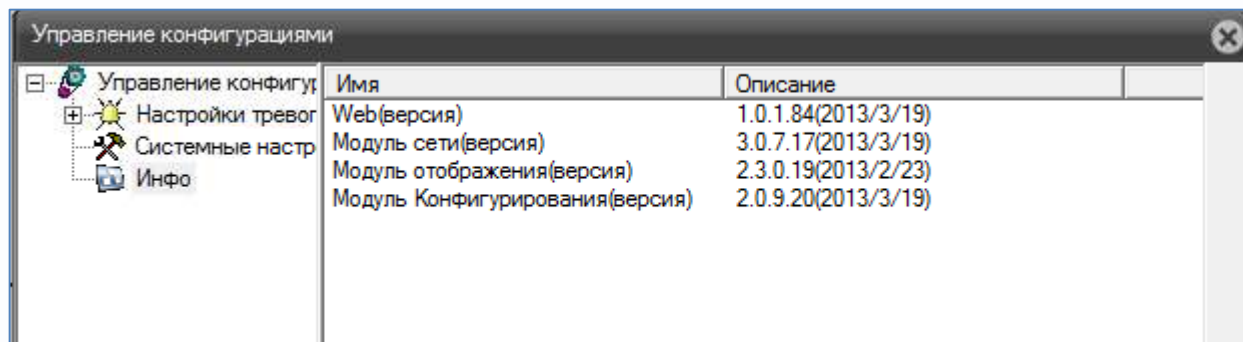 Управление конфигурациями
Управление конфигур
Настройки тревог
Системные настр
Инфо
Имя Описание
Web(версия) 1.0.1.84(2013/3/19)
Модуль сети(версия) 3.0.7.17(2013/3/19)
Модуль отображения(версия) 2.3.0.19(2013/2/23)
Модуль Конфигурирования(версия) 2.0.9.20(2013/3/19)